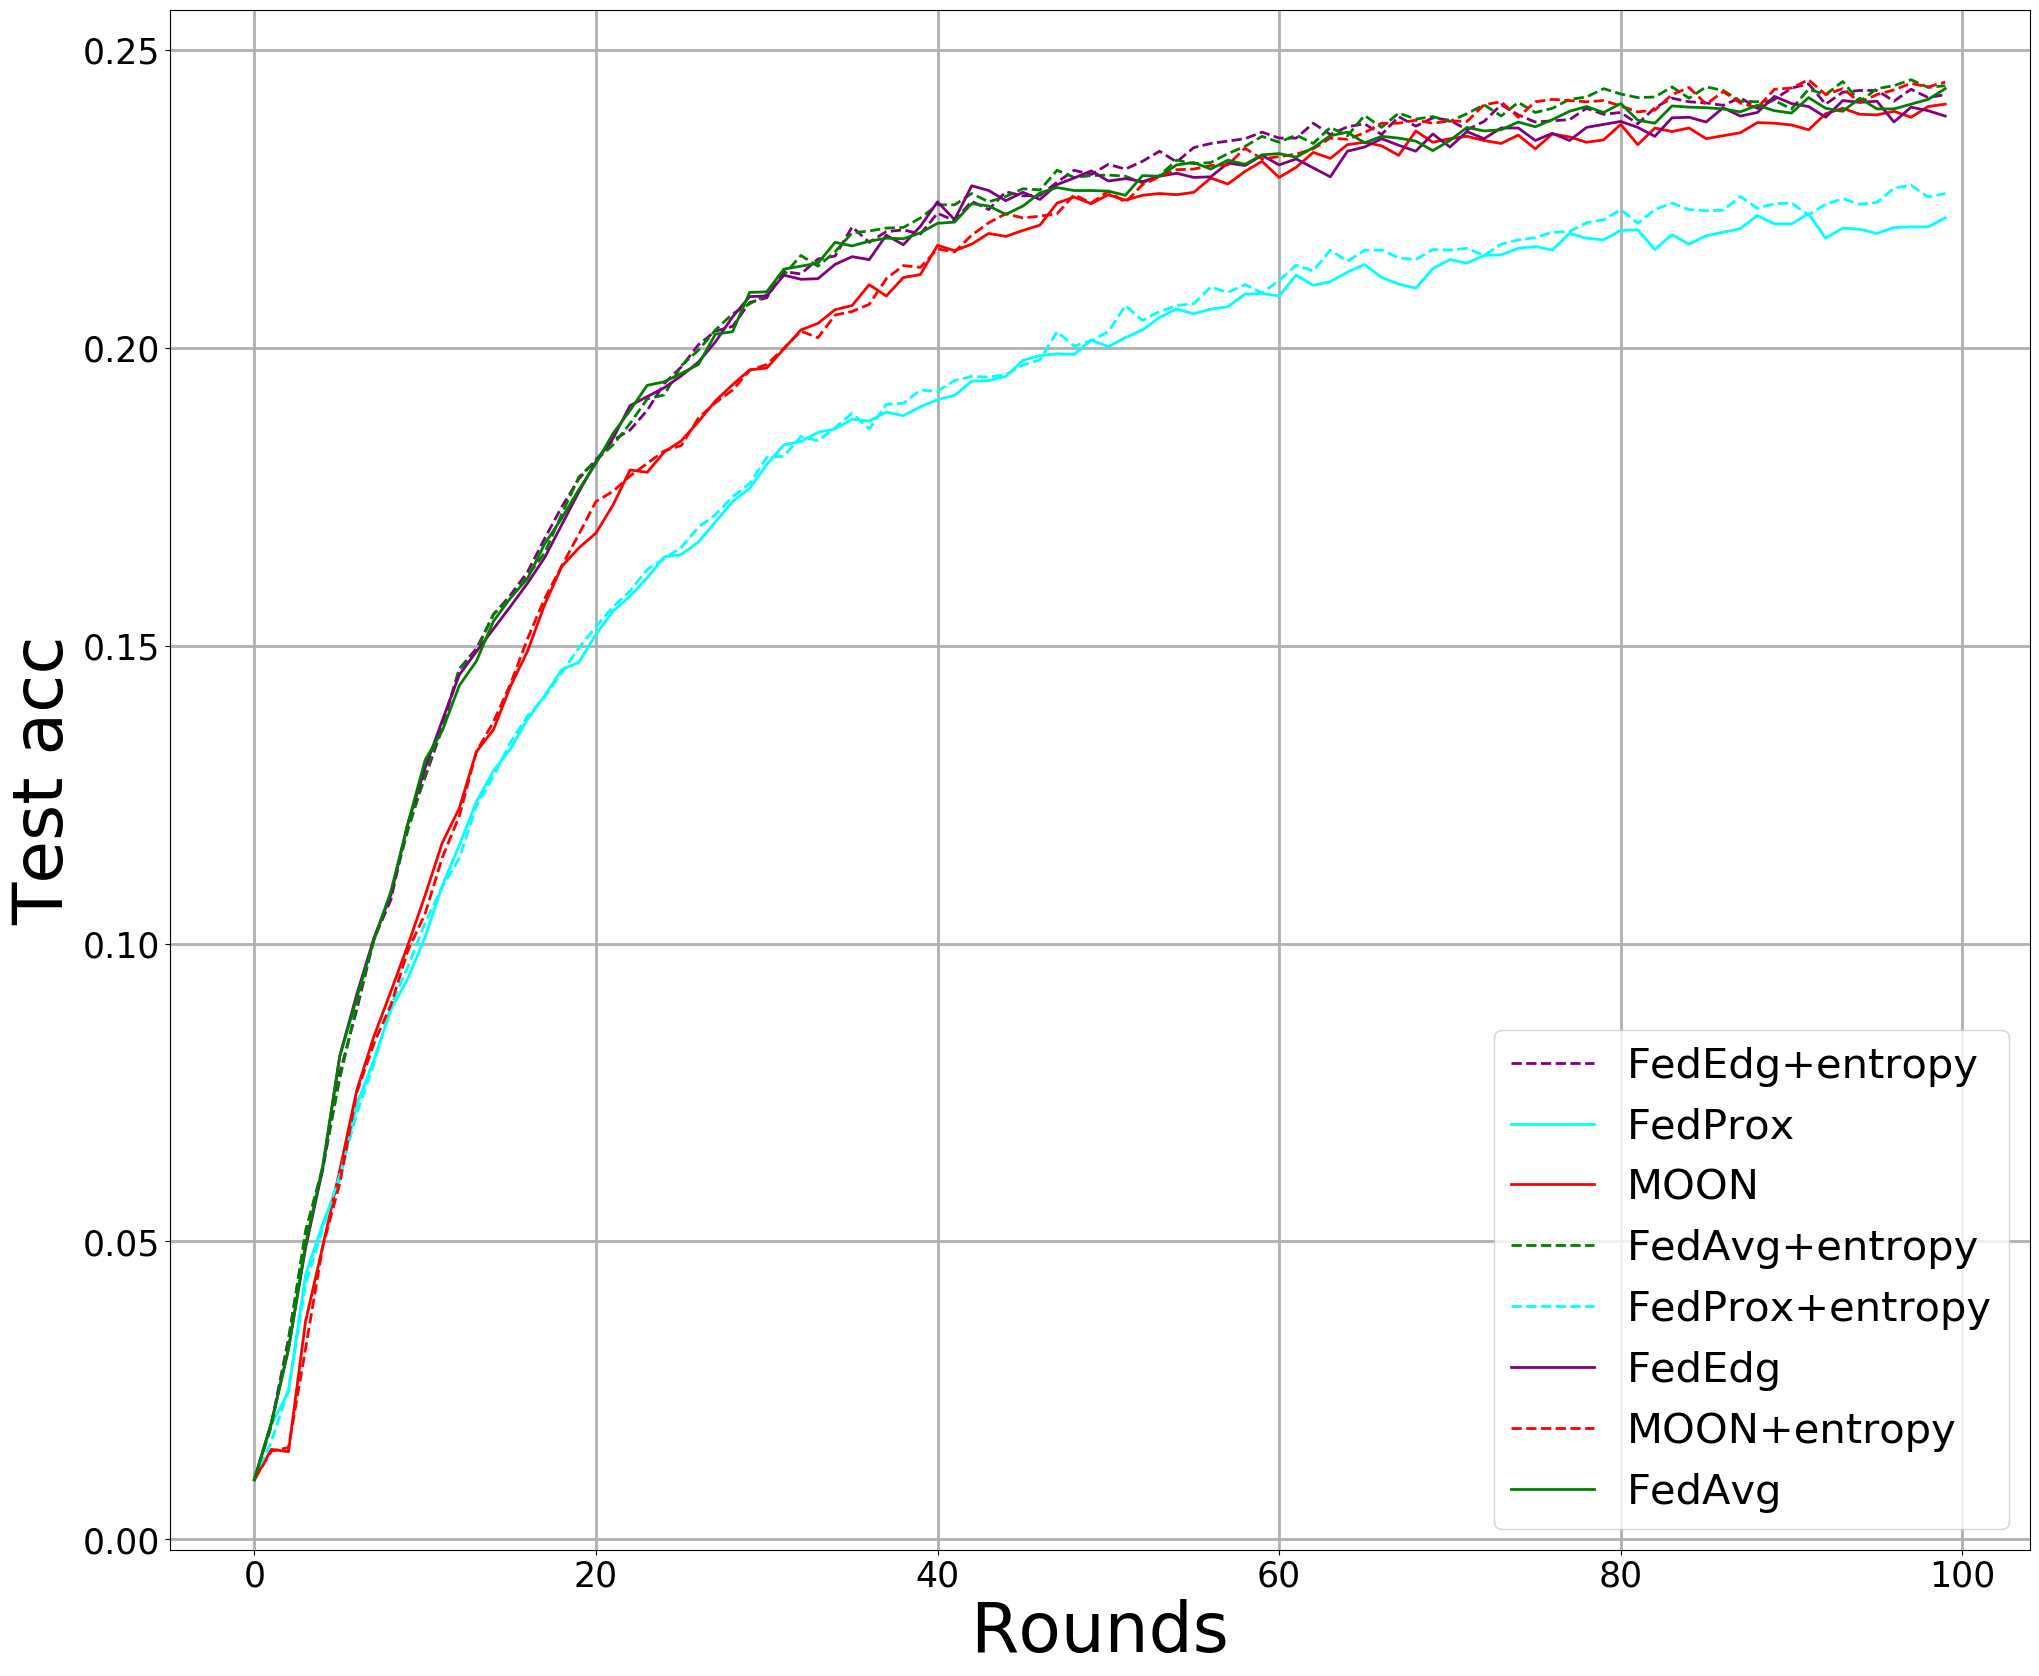 0.25
0.20
0.15
0.10
0.05
0.00
Test acc
0 20 40 60 80 100
Rounds
FedEdg+entropy
FedProx
MOON
FedAvg+entropy
FedProx+entropy
FedEdg
MOON+entropy
FedAvg